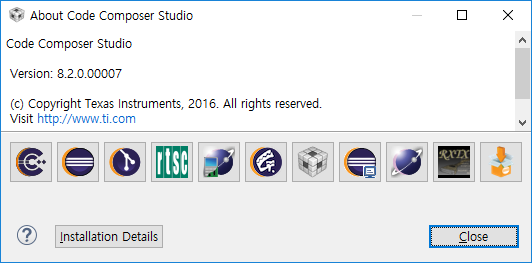 About Code Composer Studio
Code Composer Studio
Version: 8.2.0.00007
(c) Copyright Texas Instruments, 2016. All rights reserved.
Visit http://www.ti.com
rtsc
RXTX
?
Installation Details
Close